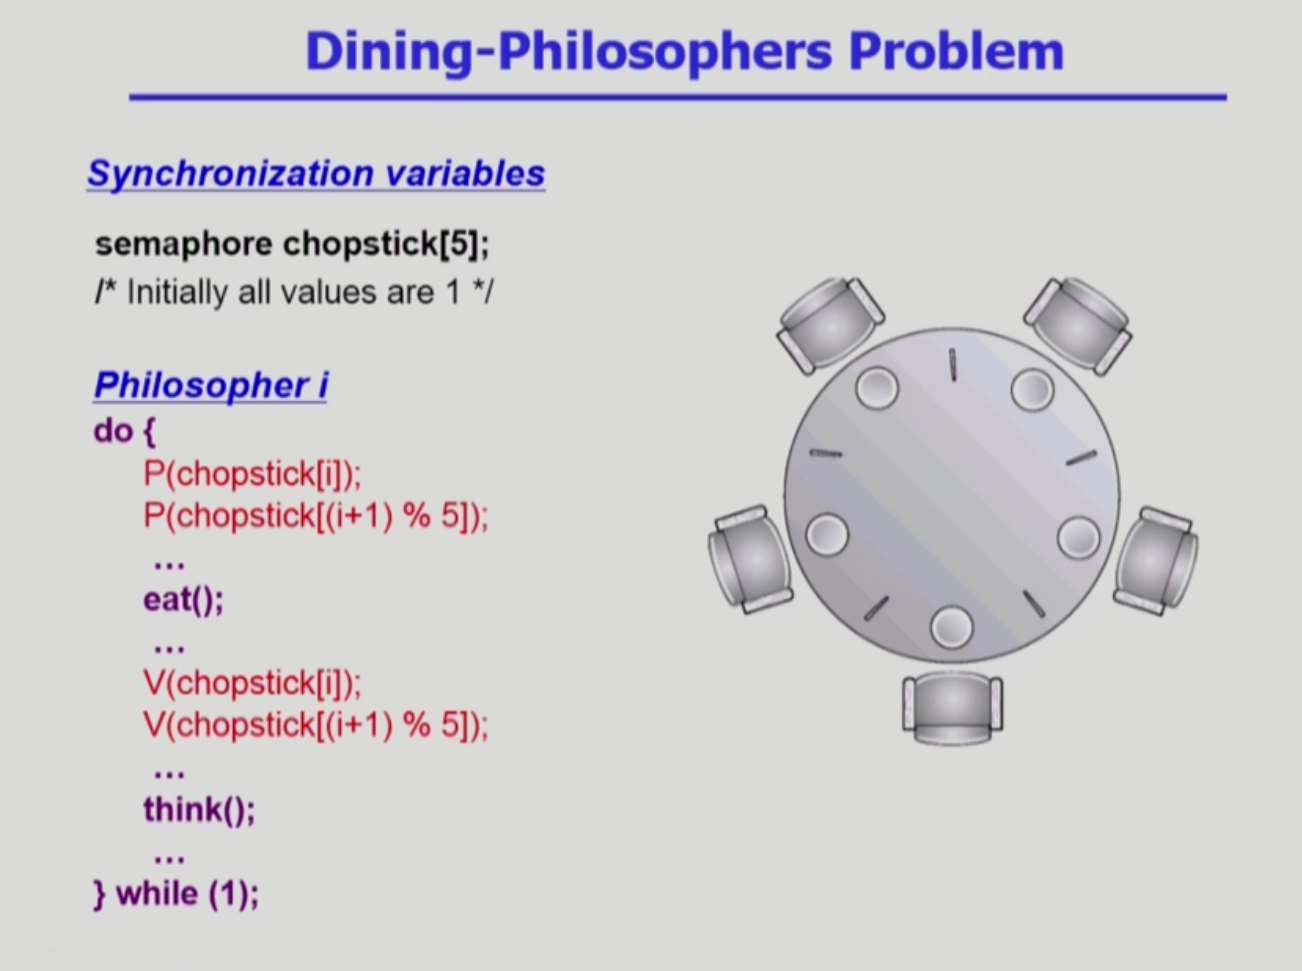 Dining-Philosophers Problem
Synchronization variables
semaphore chopstick[5];
/* Initially all values are 1 */
Philosopher i
do {
P(chopstick[i]);
P(chopstick[(i+1) % 5]);
...
eat();
...
V(chopstick[i]);
V(chopstick[(i+1) % 5]);
...
think();
...
} while (1);